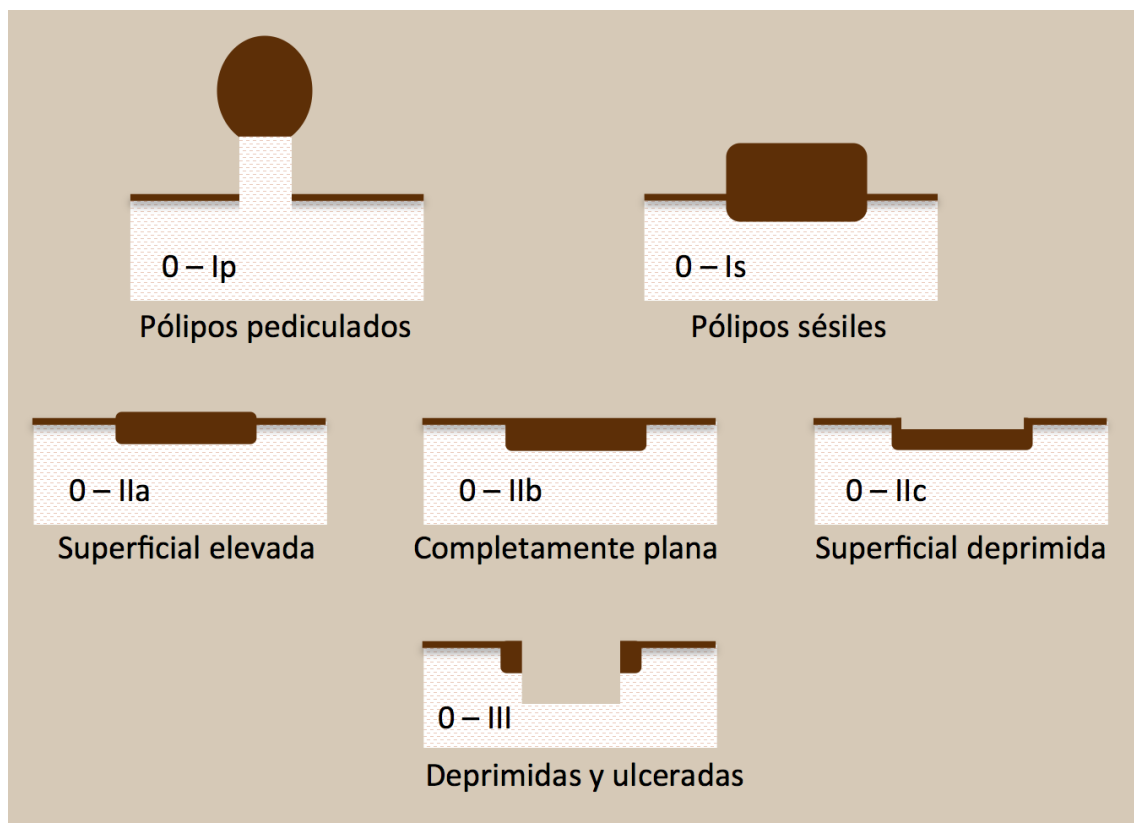 0 – Ip
0 – Is
Pólipos pediculados
Pólipos sésiles
0 – IIa
0 – IIb
0 – IIc
Superficial elevada
Completamente plana
Superficial deprimida
0 – III
Deprimidas y ulceradas